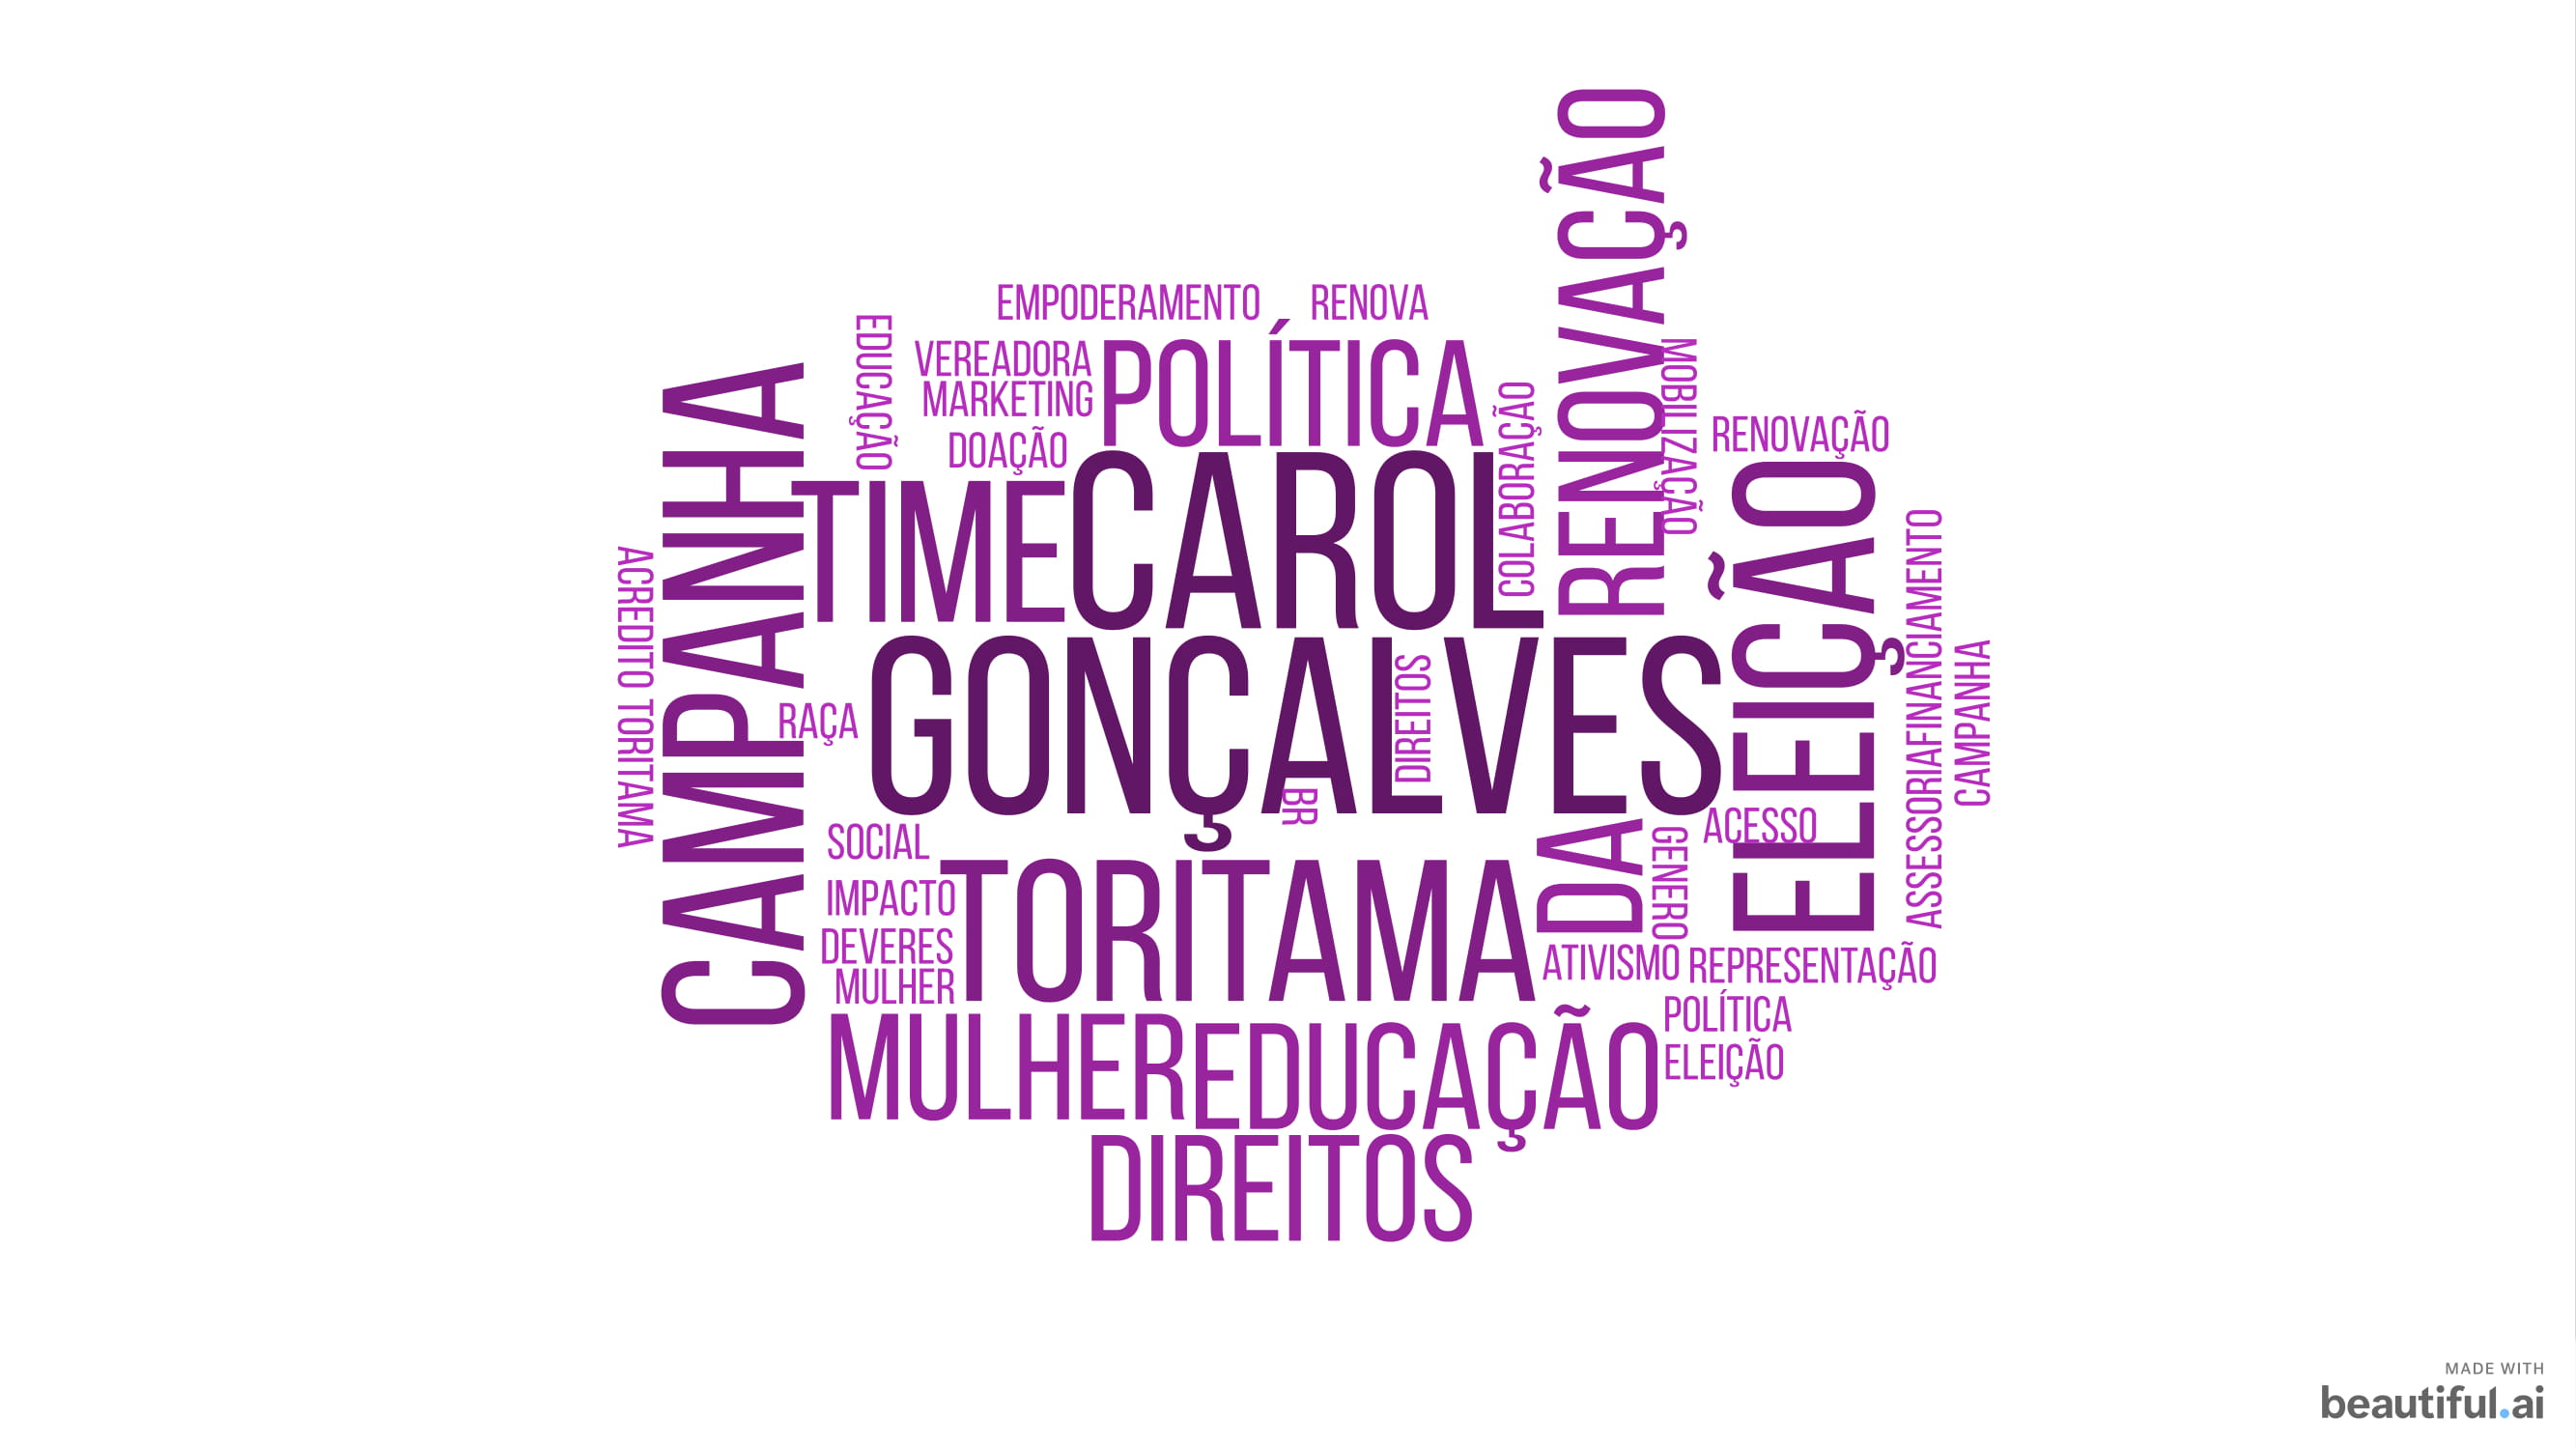 RENOVAÇÃO
EMPODERAMENTO
RENOVA
EDUCAÇÃO
VEREADORA
MARKETING
DOAÇÃO
POLÍTICA
COLABORAÇÃO
MOBILIZAÇÃO
RENOVAÇÃO
CAMPANHA
TIME
CAROL
ELEIÇÃO
ACREDITO TORITAMA
RAÇA
GONÇALVES
DIREITOS
BR
ASSESSORIA
FINANCIAMENTO
CAMPANHA
SOCIAL
IMPACTO
DEVERES
MULHER
TORITAMA
DA
GENERO
ACESSO
ATIVISMO
REPRESENTAÇÃO
POLÍTICA
ELEIÇÃO
MULHER
EDUCAÇÃO
DIREITOS
MADE WITH
beautiful.ai